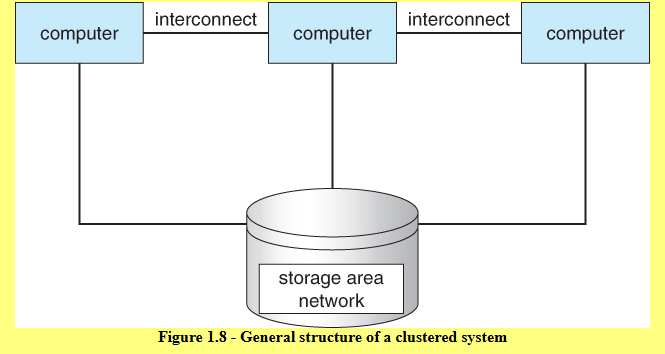 computer
interconnect
computer
interconnect
computer
storage area
network
Figure 1.8 - General structure of a clustered system